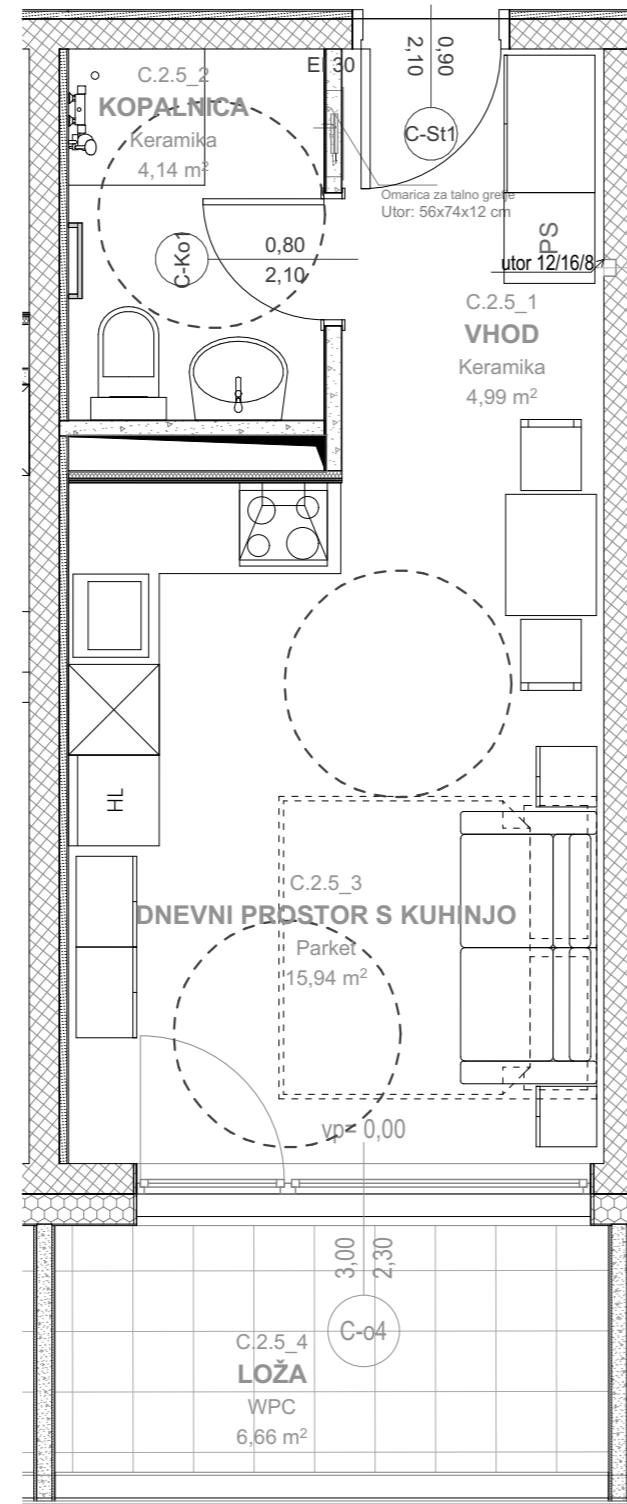 0,90
2,10
EI 30
C.2.5_2
KOPALNICA
Keramika
4,14 m²
C-St1
Omarica za talno gretje
Utor: 56x74x12 cm
PS
utor 12/16/8
C-Ko1
0,80
2,10
C.2.5_1
VHOD
Keramika
4,99 m²
HL
C.2.5_3
DNEVNI PROSTOR S KUHINJO
Parket
15,94 m²
vp= 0,00
3,00
2,30
C-o4
C.2.5_4
LOŽA
WPC
6,66 m²